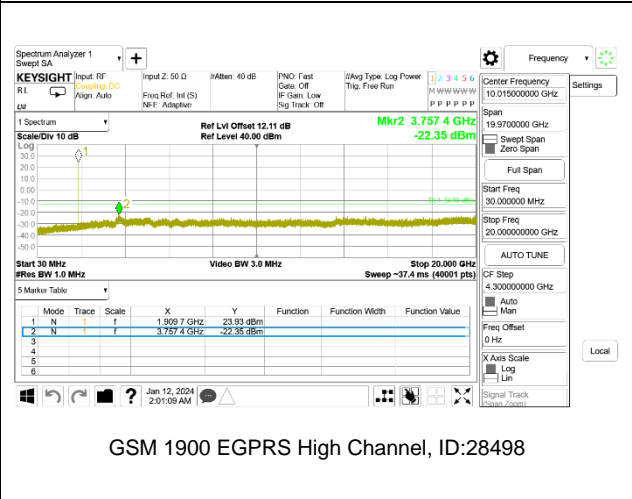 Spectrum Analyzer 1
Swept SA
Frequency
Settings
KEYSIGHT
RL
Input: RF
Coupling: DC
Align: Auto
Input Z: 50 Ω
Freq Ref: Int (S)
NFE: Adaptive
#Atten: 40 dB
PNO: Fast
Gate: Off
IF Gain: Low
Sig Track: Off
#Avg Type: Log-Power
Trig: Free Run
1 2 3 4 5 6
M W W W W W
P P P P P P
Center Frequency
10.015000000 GHz
Span
19.9700000 GHz
Swept Span
Zero Span
Full Span
Start Freq
30.000000 MHz
Stop Freq
20.000000000 GHz
AUTO TUNE
CF Step
4.300000000 GHz
Auto
Man
Freq Offset
0 Hz
X Axis Scale
Log
Lin
Signal Track
(Span Zoom)
Local
1 Spectrum
Scale/Div 10 dB
Log
Ref Lvl Offset 12.11 dB
Ref Level 40.00 dBm
Mkr2 3.757 4 GHz
-22.35 dBm
30.0
20.0
10.0
0.00
-10.0
-20.0
-30.0
-40.0
-50.0
1
2
Start 30 MHz
#Res BW 1.0 MHz
Video BW 3.0 MHz
Stop 20.000 GHz
Sweep ~37.4 ms (40001 pts)
5 Marker Table
Mode Trace Scale X Y Function Function Width Function Value
1 N 1 f 1.909 7 GHz 23.93 dBm
2 N 1 f 3.757 4 GHz -22.35 dBm
3
4
5
6
?
Jan 12, 2024
2:01:09 AM
GSM 1900 EGPRS High Channel, ID:28498